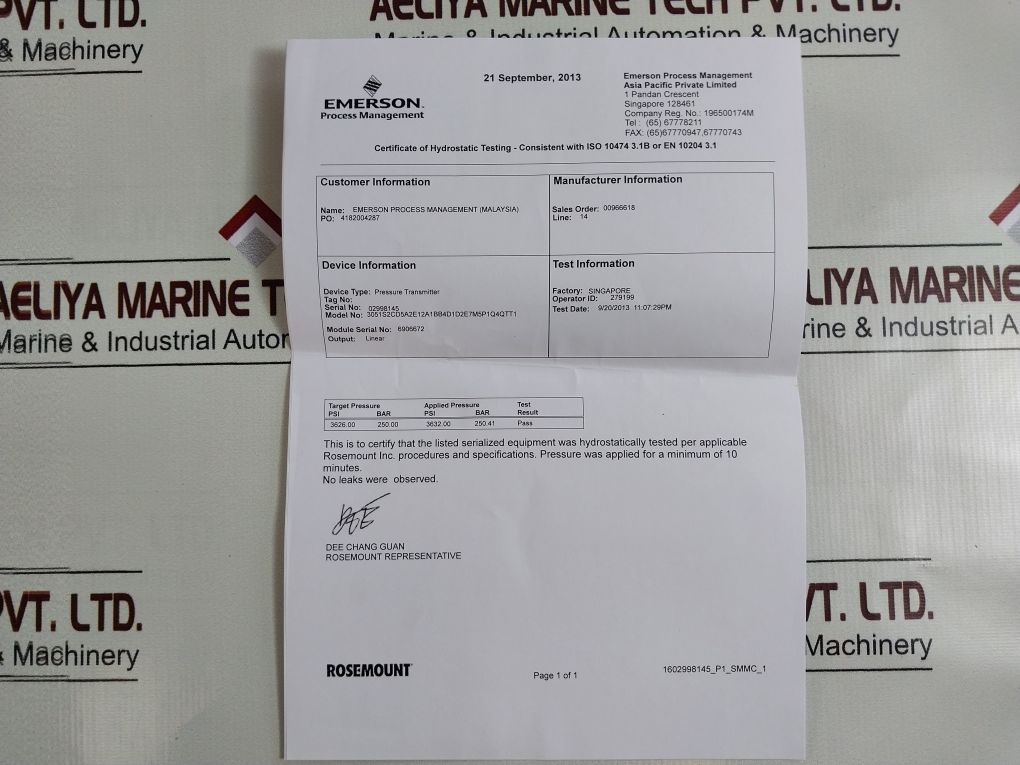 PVT. LTD.
& Machinery
AELIYA MARINE TECH PVT. LTD.
Marine & Industrial Automation & Machinery
EMERSON
Process Management
21 September, 2013
Emerson Process Management
Asia Pacific Private Limited
1 Pandan Crescent
Singapore 128461
Company Reg. No.: 196500174M
Tel : (65) 67778211
FAX: (65)67770947,67770743
Certificate of Hydrostatic Testing - Consistent with ISO 10474 3.1B or EN 10204 3.1
Customer Information
Name: EMERSON PROCESS MANAGEMENT (MALAYSIA)
PO: 4182004287
Manufacturer Information
Sales Order: 00966618
Line: 14
Device Information
Device Type: Pressure Transmitter
Tag No:
Serial No: 02998145
Model No: 3051S2CD5A2E12A1BB4D1D2E7M5P1Q4QTT1
Module Serial No: 6906672
Output: Linear
Test Information
Factory: SINGAPORE
Operator ID: 279199
Test Date: 9/20/2013 11:07:29PM
AELIYA MARINE T
Marine & Industrial Autor
LIYA MARINE
rine & Industrial A
Target Pressure Applied Pressure Test
PSI BAR PSI BAR Result
3626.00 250.00 3632.00 250.41 Pass
This is to certify that the listed serialized equipment was hydrostatically tested per applicable
Rosemount Inc. procedures and specifications. Pressure was applied for a minimum of 10
minutes.
No leaks were observed.
DEE CHANG GUAN
ROSEMOUNT REPRESENTATIVE
PVT. LTD.
& Machinery
VT. LTD.
Machinery
ROSEMOUNT
Page 1 of 1
1602998145_P1_SMMC_1